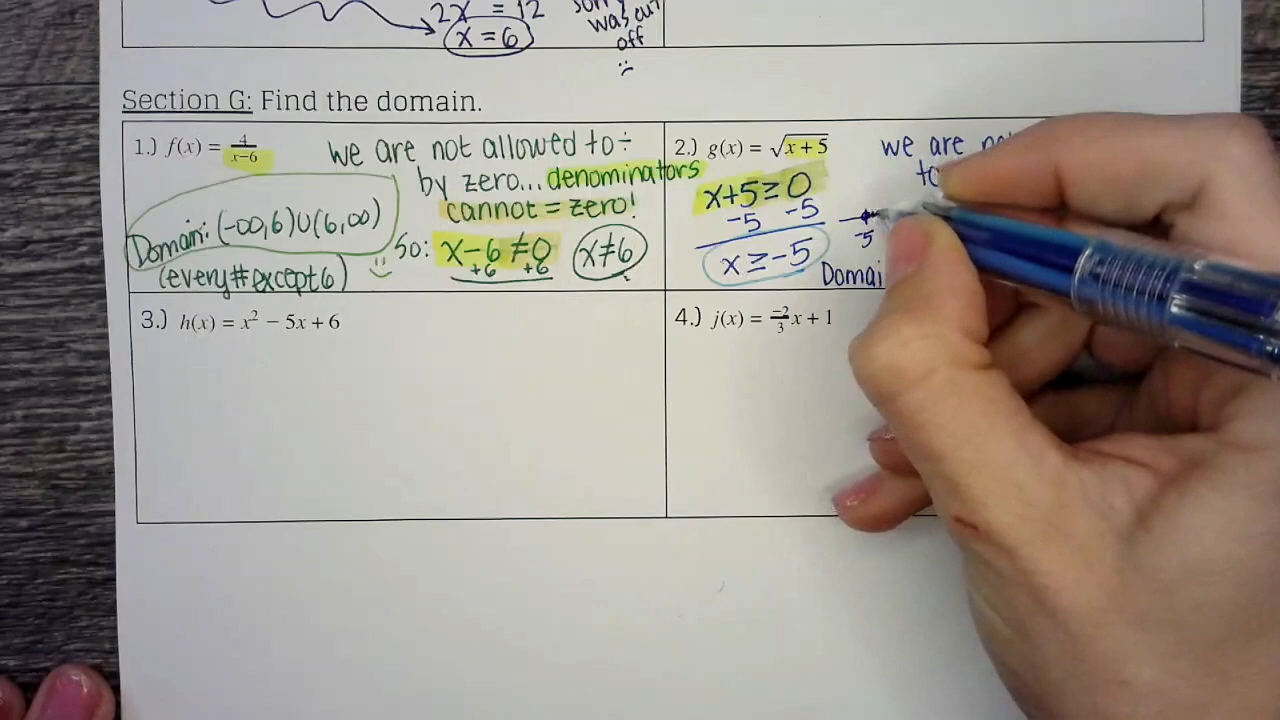 2x = 12
x = 6
was cut
off
Section G: Find the domain.
1.) f(x) = 4/(x-6)
we are not allowed to ÷
by zero... denominators
cannot = zero!
So: x-6 ≠ 0
+6 +6
x ≠ 6
Domain: (-∞,6)∪(6,∞)
(every # except 6)
2.) g(x) = √(x+5)
we are
to
x+5 ≥ 0
-5 -5
x ≥ -5
-5
3.) h(x) = x² - 5x + 6
4.) j(x) = -2/3 x + 1